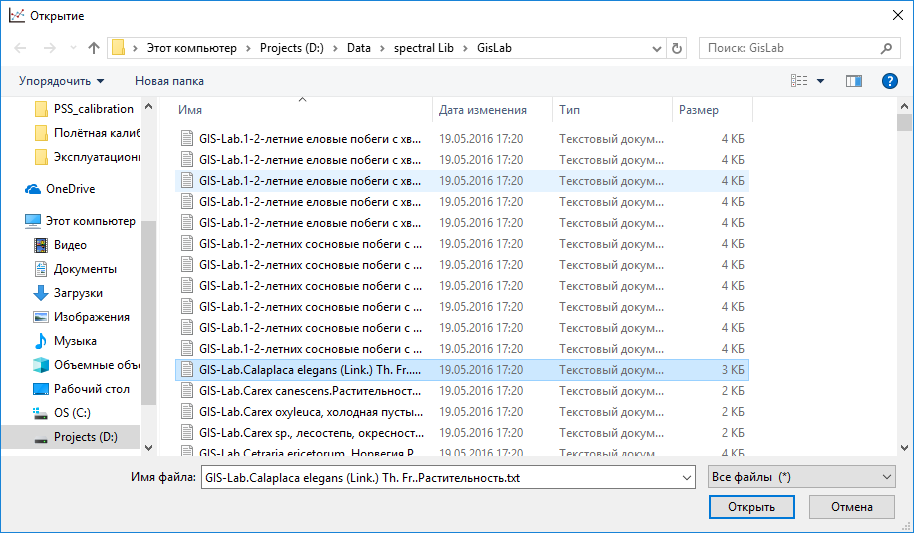 Открытие
Этот компьютер > Projects (D:) > Data > spectral Lib > GisLab
Поиск: GisLab
Упорядочить
Новая папка
PSS_calibration
Полётная калиб
Эксплуатацион
OneDrive
Этот компьютер
Видео
Документы
Загрузки
Изображения
Музыка
Объемные объ
Рабочий стол
OS (C:)
Projects (D:)
Имя Дата изменения Тип Размер
GIS-Lab.1-2-летние еловые побеги с хв... 19.05.2016 17:20 Текстовый докум... 4 КБ
GIS-Lab.1-2-летние еловые побеги с хв... 19.05.2016 17:20 Текстовый докум... 4 КБ
GIS-Lab.1-2-летние еловые побеги с хв... 19.05.2016 17:20 Текстовый докум... 4 КБ
GIS-Lab.1-2-летние еловые побеги с хв... 19.05.2016 17:20 Текстовый докум... 4 КБ
GIS-Lab.1-2-летние еловые побеги с хв... 19.05.2016 17:20 Текстовый докум... 4 КБ
GIS-Lab.1-2-летних сосновые побеги с ... 19.05.2016 17:20 Текстовый докум... 4 КБ
GIS-Lab.1-2-летних сосновые побеги с ... 19.05.2016 17:20 Текстовый докум... 4 КБ
GIS-Lab.1-2-летних сосновые побеги с ... 19.05.2016 17:20 Текстовый докум... 4 КБ
GIS-Lab.1-2-летних сосновые побеги с ... 19.05.2016 17:20 Текстовый докум... 4 КБ
GIS-Lab.1-2-летних сосновые побеги с ... 19.05.2016 17:20 Текстовый докум... 4 КБ
GIS-Lab.1-2-летних сосновые побеги с ... 19.05.2016 17:20 Текстовый докум... 4 КБ
GIS-Lab.Calaplaca elegans (Link.) Th. Fr.... 19.05.2016 17:20 Текстовый докум... 3 КБ
GIS-Lab.Carex canescens.Растительность... 19.05.2016 17:20 Текстовый докум... 2 КБ
GIS-Lab.Carex oxyleuca, холодная пусты... 19.05.2016 17:20 Текстовый докум... 2 КБ
GIS-Lab.Carex sp., лесостепь, окресност... 19.05.2016 17:20 Текстовый докум... 2 КБ
GIS-Lab.Cetraria ericetorum, Норвегия.Р... 19.05.2016 17:20 Текстовый докум... 2 КБ
Имя файла: GIS-Lab.Calaplaca elegans (Link.) Th. Fr..Растительность.txt
Все файлы (*)
Открыть
Отмена